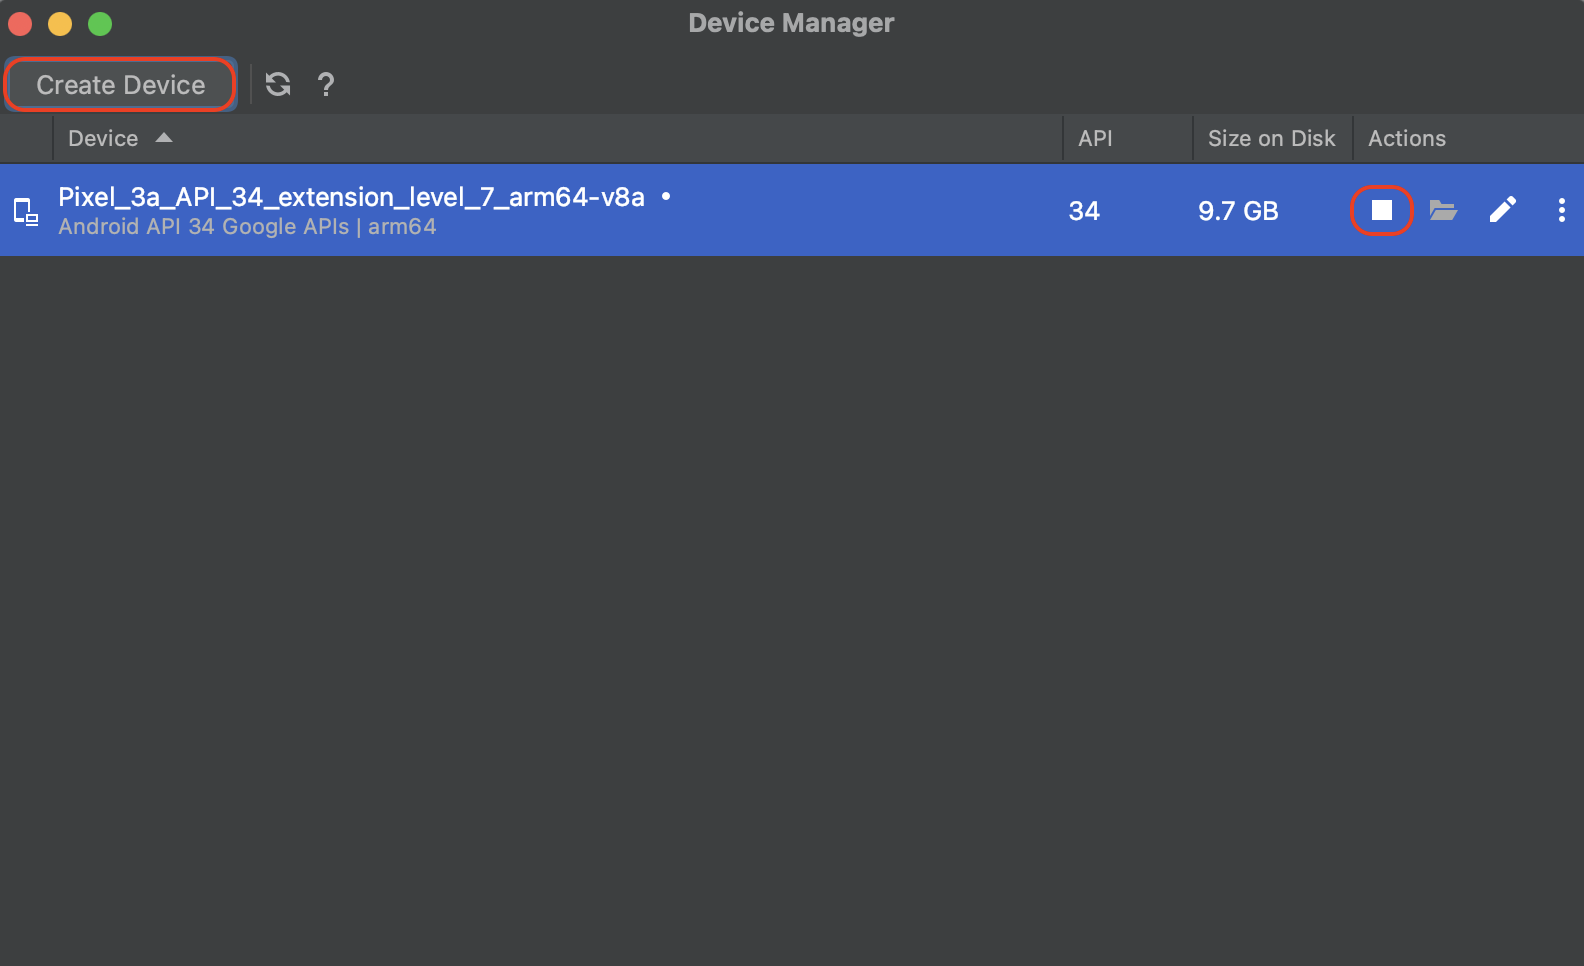 Device Manager
Create Device ?
Device API Size on Disk Actions
Pixel_3a_API_34_extension_level_7_arm64-v8a •
Android API 34 Google APIs | arm64
34 9.7 GB